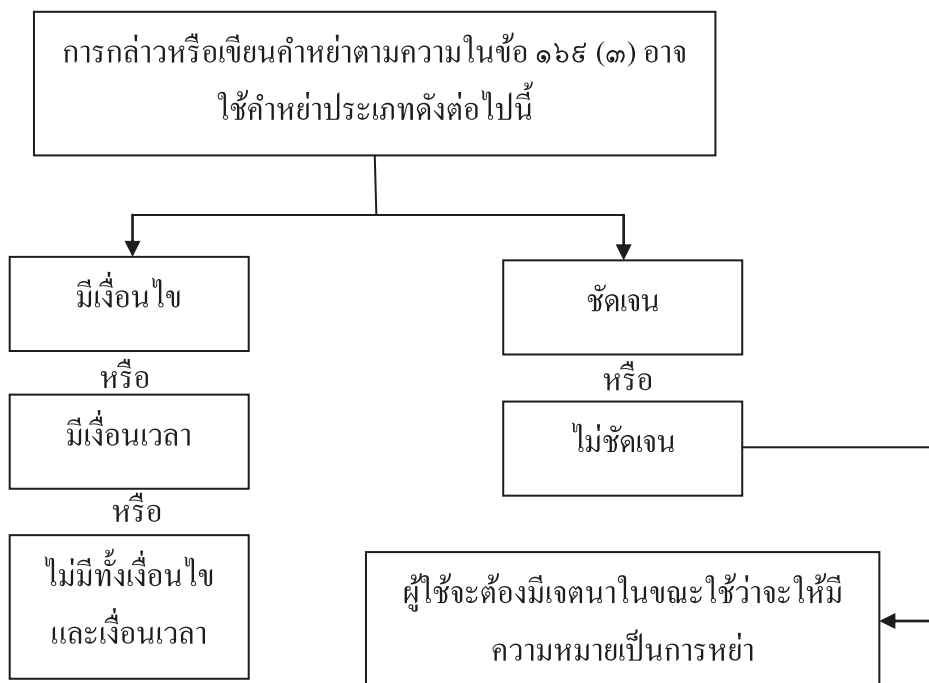 การกล่าวหรือเขียนคำหย่าตามความในข้อ ๑๖๙ (๓) อาจ
ใช้คำหย่าประเภทดังต่อไปนี้
มีเงื่อนไข
หรือ
มีเงื่อนเวลา
หรือ
ไม่มีทั้งเงื่อนไข
และเงื่อนเวลา
ชัดเจน
หรือ
ไม่ชัดเจน
ผู้ใช้จะต้องมีเจตนาในขณะใช้ว่าจะให้มี
ความหมายเป็นการหย่า